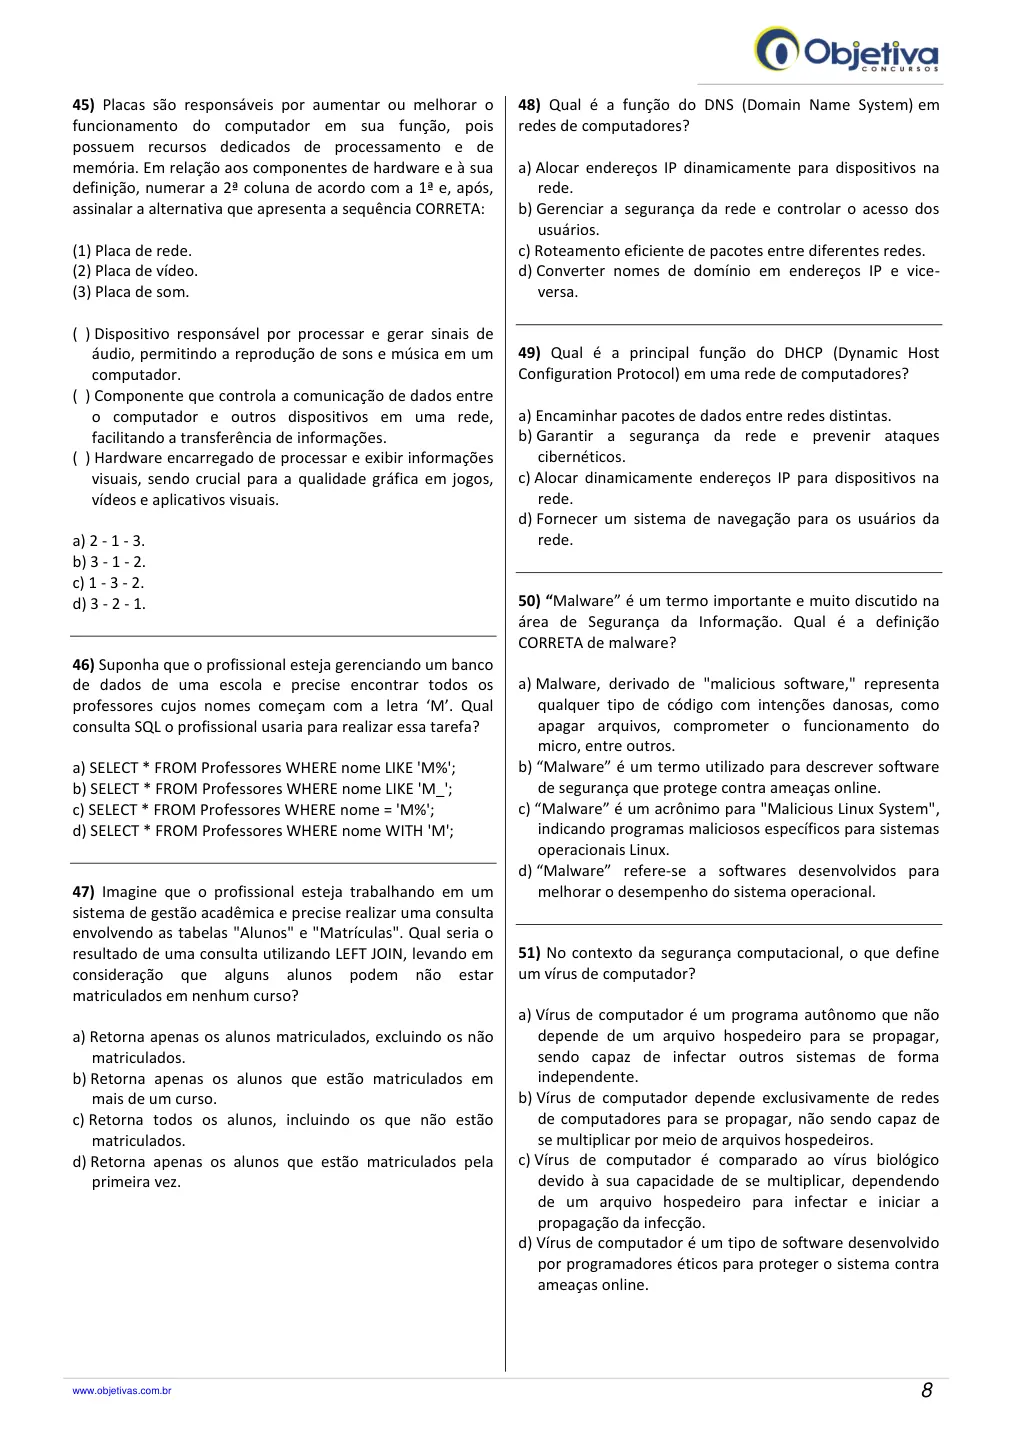 Objetiva
CONCURSOS
45) Placas são responsáveis por aumentar ou melhorar o
funcionamento do computador em sua função, pois
possuem recursos dedicados de processamento e de
memória. Em relação aos componentes de hardware e à sua
definição, numerar a 2ª coluna de acordo com a 1ª e, após,
assinalar a alternativa que apresenta a sequência CORRETA:
(1) Placa de rede.
(2) Placa de vídeo.
(3) Placa de som.
( ) Dispositivo responsável por processar e gerar sinais de
áudio, permitindo a reprodução de sons e música em um
computador.
( ) Componente que controla a comunicação de dados entre
o computador e outros dispositivos em uma rede,
facilitando a transferência de informações.
( ) Hardware encarregado de processar e exibir informações
visuais, sendo crucial para a qualidade gráfica em jogos,
vídeos e aplicativos visuais.
a) 2 - 1 - 3.
b) 3 - 1 - 2.
c) 1 - 3 - 2.
d) 3 - 2 - 1.
46) Suponha que o profissional esteja gerenciando um banco
de dados de uma escola e precise encontrar todos os
professores cujos nomes começam com a letra ‘M’. Qual
consulta SQL o profissional usaria para realizar essa tarefa?
a) SELECT * FROM Professores WHERE nome LIKE 'M%';
b) SELECT * FROM Professores WHERE nome LIKE 'M_';
c) SELECT * FROM Professores WHERE nome = 'M%';
d) SELECT * FROM Professores WHERE nome WITH 'M';
47) Imagine que o profissional esteja trabalhando em um
sistema de gestão acadêmica e precise realizar uma consulta
envolvendo as tabelas "Alunos" e "Matrículas". Qual seria o
resultado de uma consulta utilizando LEFT JOIN, levando em
consideração que alguns alunos podem não estar
matriculados em nenhum curso?
a) Retorna apenas os alunos matriculados, excluindo os não
matriculados.
b) Retorna apenas os alunos que estão matriculados em
mais de um curso.
c) Retorna todos os alunos, incluindo os que não estão
matriculados.
d) Retorna apenas os alunos que estão matriculados pela
primeira vez.
48) Qual é a função do DNS (Domain Name System) em
redes de computadores?
a) Alocar endereços IP dinamicamente para dispositivos na
rede.
b) Gerenciar a segurança da rede e controlar o acesso dos
usuários.
c) Roteamento eficiente de pacotes entre diferentes redes.
d) Converter nomes de domínio em endereços IP e vice-
versa.
49) Qual é a principal função do DHCP (Dynamic Host
Configuration Protocol) em uma rede de computadores?
a) Encaminhar pacotes de dados entre redes distintas.
b) Garantir a segurança da rede e prevenir ataques
cibernéticos.
c) Alocar dinamicamente endereços IP para dispositivos na
rede.
d) Fornecer um sistema de navegação para os usuários da
rede.
50) “Malware” é um termo importante e muito discutido na
área de Segurança da Informação. Qual é a definição
CORRETA de malware?
a) Malware, derivado de "malicious software," representa
qualquer tipo de código com intenções danosas, como
apagar arquivos, comprometer o funcionamento do
micro, entre outros.
b) “Malware” é um termo utilizado para descrever software
de segurança que protege contra ameaças online.
c) “Malware” é um acrônimo para "Malicious Linux System",
indicando programas maliciosos específicos para sistemas
operacionais Linux.
d) “Malware” refere-se a softwares desenvolvidos para
melhorar o desempenho do sistema operacional.
51) No contexto da segurança computacional, o que define
um vírus de computador?
a) Vírus de computador é um programa autônomo que não
depende de um arquivo hospedeiro para se propagar,
sendo capaz de infectar outros sistemas de forma
independente.
b) Vírus de computador depende exclusivamente de redes
de computadores para se propagar, não sendo capaz de
se multiplicar por meio de arquivos hospedeiros.
c) Vírus de computador é comparado ao vírus biológico
devido à sua capacidade de se multiplicar, dependendo
de um arquivo hospedeiro para infectar e iniciar a
propagação da infecção.
d) Vírus de computador é um tipo de software desenvolvido
por programadores éticos para proteger o sistema contra
ameaças online.
www.objetivas.com.br
8